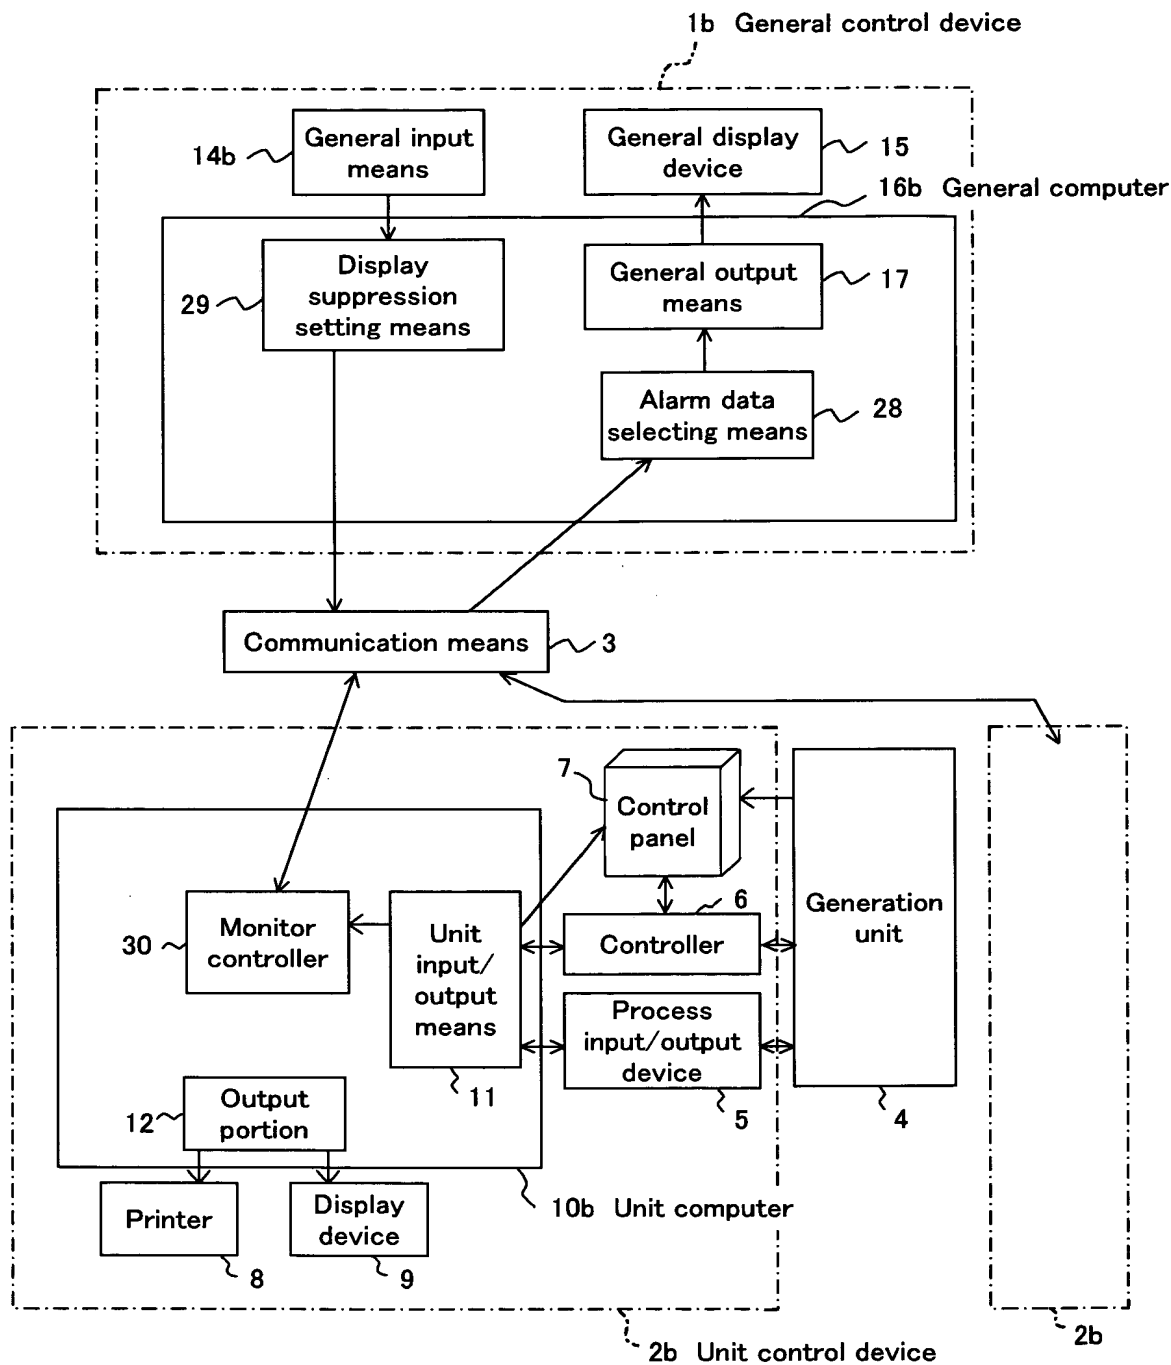 1b General control device
General input
means
14b
General display
device
15
16b General computer
Display
suppression
setting means
29
General output
means
17
Alarm data
selecting means
28
Communication means
3
7
Control
panel
6
Generation
unit
Monitor
controller
30
Unit
input/
output
means
Controller
Process
input/output
device
11
5
4
Output
portion
12
10b Unit computer
Printer
Display
device
8
9
2b Unit control device
2b